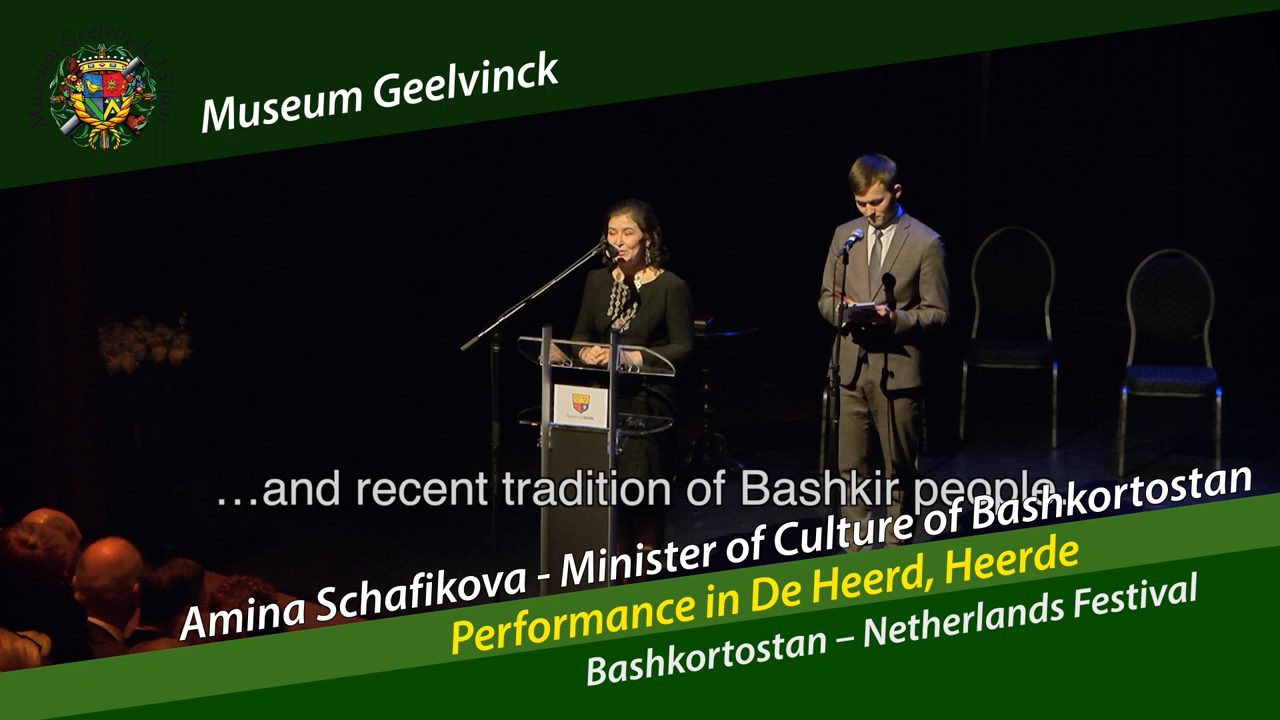 Museum Geelvinck
…and recent tradition of Bashkir people.
Amina Schafikova - Minister of Culture of Bashkortostan
Performance in De Heerd, Heerde
Bashkortostan – Netherlands Festival